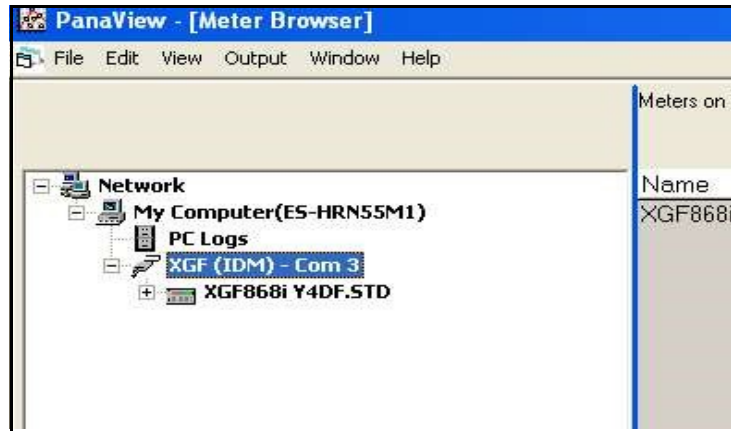 PanaView - [Meter Browser]
File Edit View Output Window Help
Meters on
Network
My Computer(ES-HRN55M1)
PC Logs
XGF (IDM) - Com 3
XGF868i Y4DF.STD
Name
XGF868i